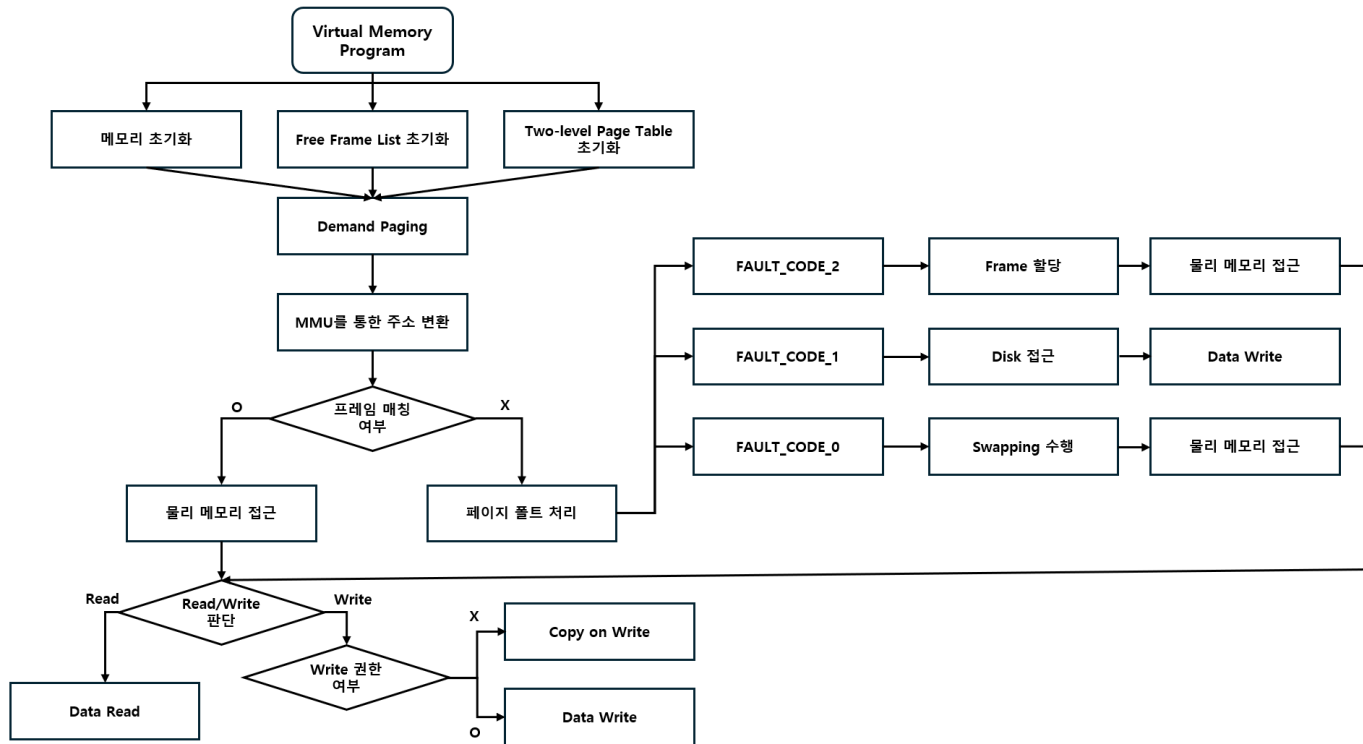 Virtual Memory
Program
메모리 초기화
Free Frame List 초기화
Two-level Page Table
초기화
Demand Paging
MMU를 통한 주소 변환
프레임 매칭
여부
O
X
물리 메모리 접근
페이지 폴트 처리
FAULT_CODE_2
Frame 할당
물리 메모리 접근
FAULT_CODE_1
Disk 접근
Data Write
FAULT_CODE_0
Swapping 수행
물리 메모리 접근
Read/Write
판단
Read
Write
Data Read
Write 권한
여부
X
Copy on Write
O
Data Write